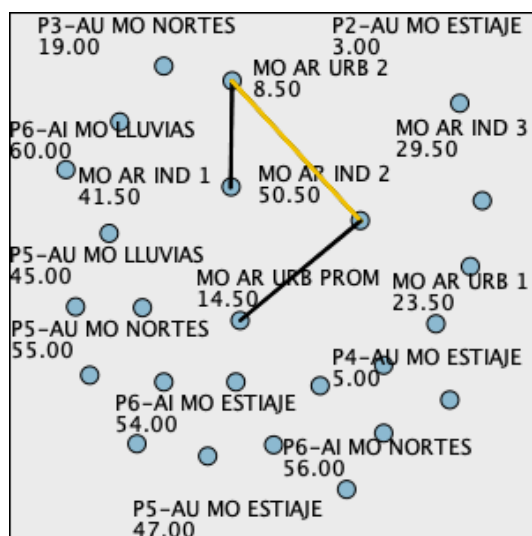 P3-AU MO NORTES
19.00
P2-AU MO ESTIAJE
3.00
MO AR URB 2
8.50
P6-AI MO LLUVIAS
60.00
MO AR IND 3
29.50
MO AR IND 1
41.50
MO AR IND 2
50.50
P5-AU MO LLUVIAS
45.00
MO AR URB PROM
14.50
MO AR URB 1
23.50
P5-AU MO NORTES
55.00
P4-AU MO ESTIAJE
5.00
P6-AI MO ESTIAJE
54.00
P6-AI MO NORTES
56.00
P5-AU MO ESTIAJE
47.00